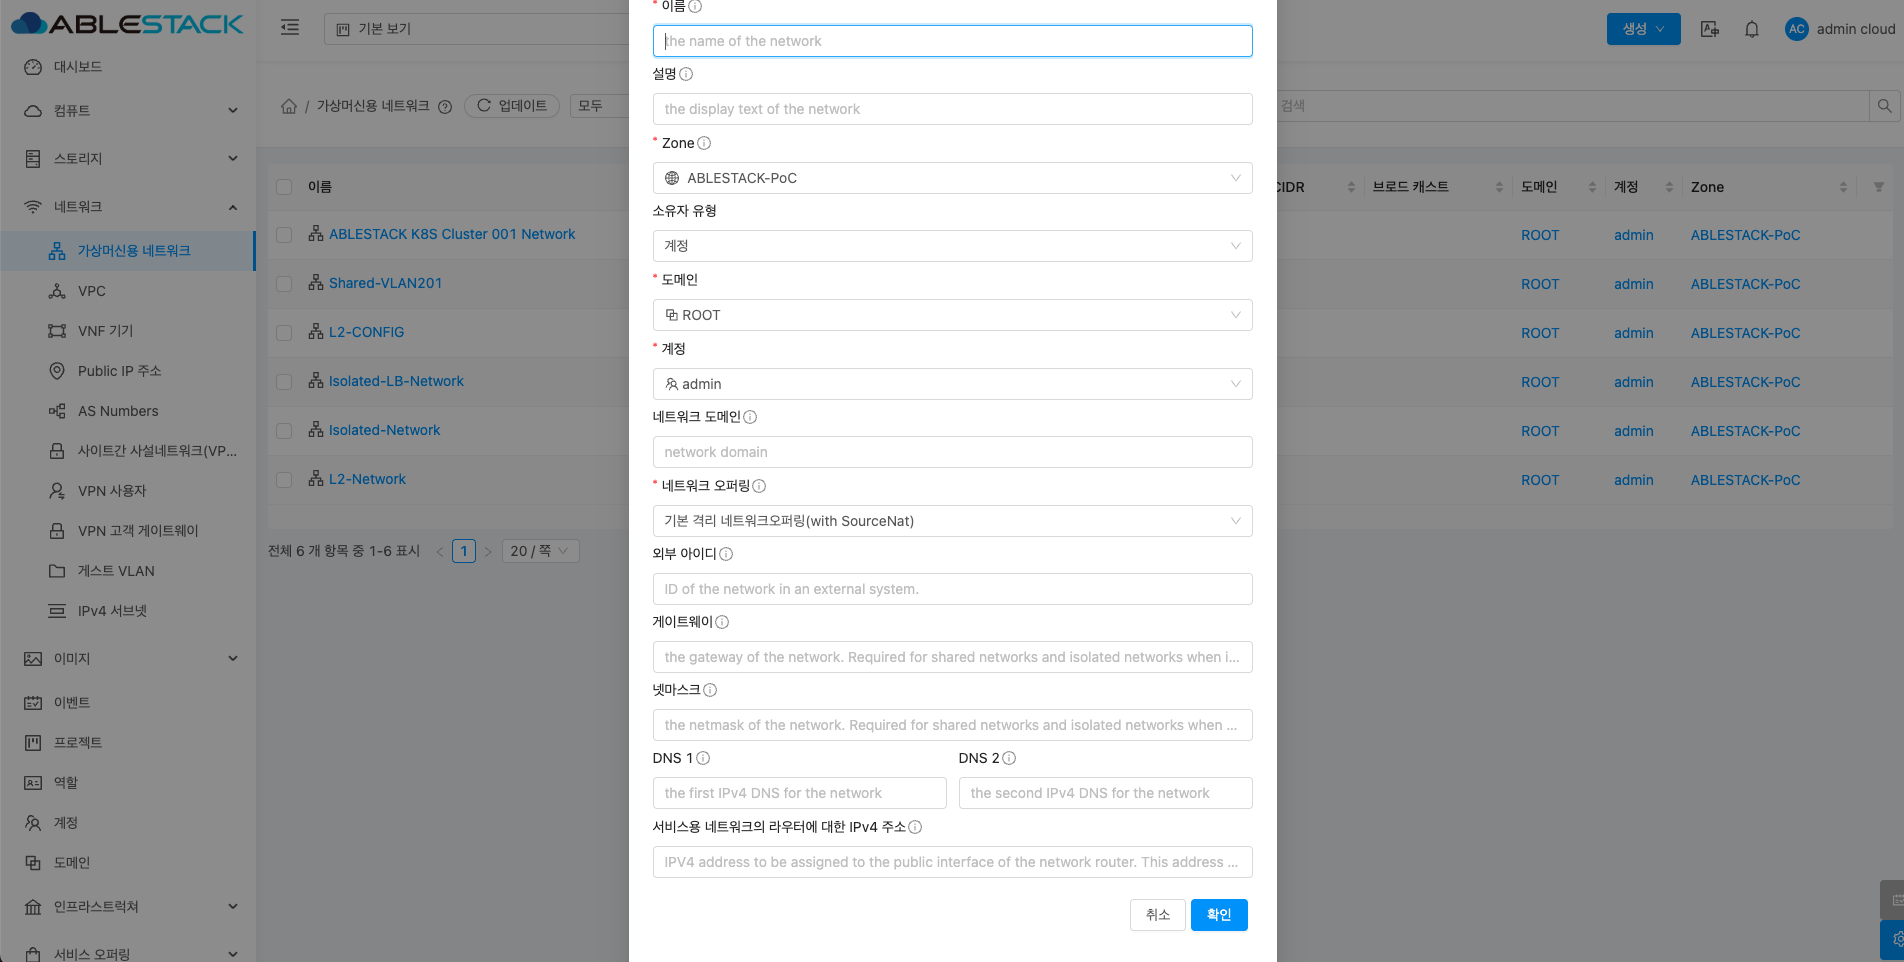 ABLESTACK
기본 보기
생성
AC
admin cloud
대시보드
컴퓨트
스토리지
네트워크
가상머신용 네트워크
VPC
VNF 기기
Public IP 주소
AS Numbers
사이트간 사설네트워크(VP...
VPN 사용자
VPN 고객 게이트웨이
게스트 VLAN
IPv4 서브넷
이미지
이벤트
프로젝트
역할
계정
도메인
인프라스트럭쳐
서비스 오퍼링
/ 가상머신용 네트워크
업데이트
모두
검색
이름
CIDR
브로드 캐스트
도메인
계정
Zone
ABLESTACK K8S Cluster 001 Network
ROOT
admin
ABLESTACK-PoC
Shared-VLAN201
ROOT
admin
ABLESTACK-PoC
L2-CONFIG
ROOT
admin
ABLESTACK-PoC
Isolated-LB-Network
ROOT
admin
ABLESTACK-PoC
Isolated-Network
ROOT
admin
ABLESTACK-PoC
L2-Network
ROOT
admin
ABLESTACK-PoC
전체 6 개 항목 중 1-6 표시
1
20 / 쪽
* 이름
the name of the network
설명
the display text of the network
* Zone
ABLESTACK-PoC
소유자 유형
계정
* 도메인
ROOT
* 계정
admin
네트워크 도메인
network domain
* 네트워크 오퍼링
기본 격리 네트워크오퍼링(with SourceNat)
외부 아이디
ID of the network in an external system.
게이트웨이
the gateway of the network. Required for shared networks and isolated networks when i...
넷마스크
the netmask of the network. Required for shared networks and isolated networks when ...
DNS 1
DNS 2
the first IPv4 DNS for the network
the second IPv4 DNS for the network
서비스용 네트워크의 라우터에 대한 IPv4 주소
IPV4 address to be assigned to the public interface of the network router. This address ...
취소
확인